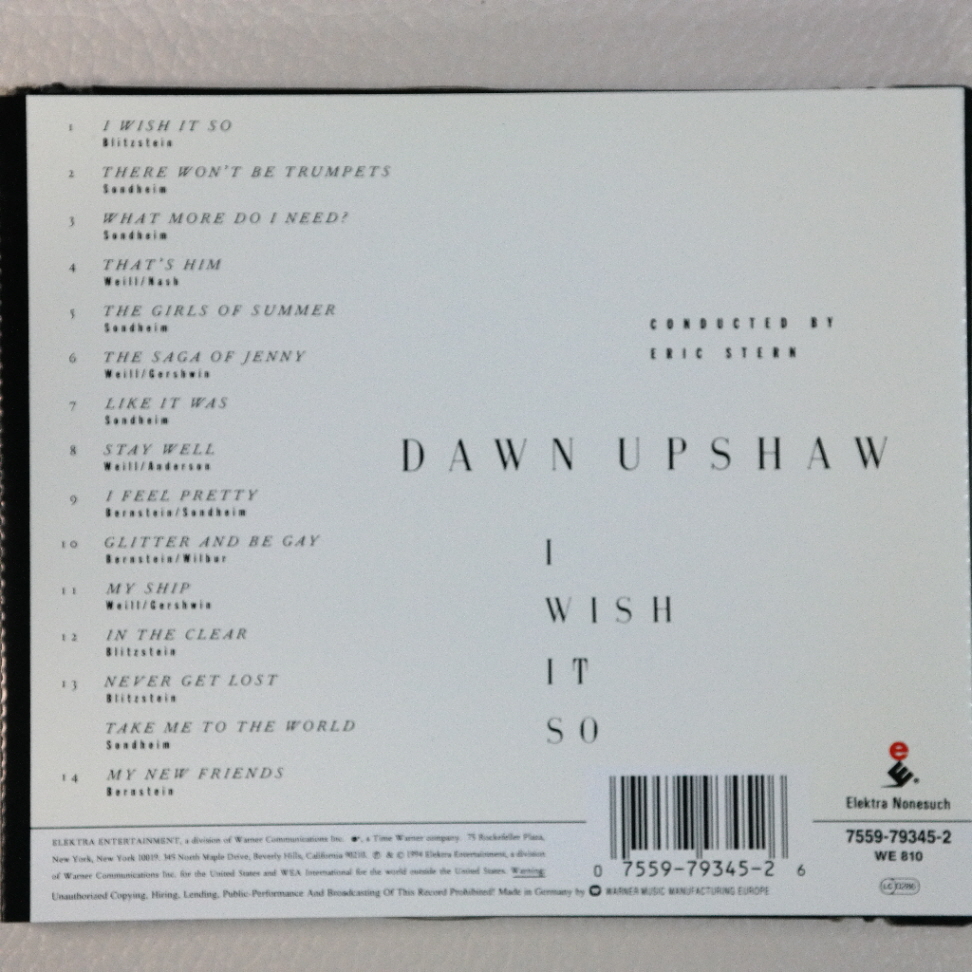 1 I WISH IT SO
Blitzstein
2 THERE WON'T BE TRUMPETS
Sondheim
3 WHAT MORE DO I NEED?
Sondheim
4 THAT'S HIM
Weill/Nash
5 THE GIRLS OF SUMMER
Sondheim
6 THE SAGA OF JENNY
Weill/Gershwin
7 LIKE IT WAS
Sondheim
8 STAY WELL
Weill/Anderson
9 I FEEL PRETTY
Bernstein/Sondheim
10 GLITTER AND BE GAY
Bernstein/Wilbur
11 MY SHIP
Weill/Gershwin
12 IN THE CLEAR
Blitzstein
13 NEVER GET LOST
Blitzstein
TAKE ME TO THE WORLD
Sondheim
14 MY NEW FRIENDS
Bernstein
CONDUCTED BY
ERIC STERN
DAWN UPSHAW
I
WISH
IT
SO
Elektra Nonesuch
7559-79345-2
WE 810
0 7559-79345-2 6
ELEKTRA ENTERTAINMENT, a division of Warner Communications Inc. a Time Warner company. 75 Rockefeller Plaza,
New York, New York 10019. 345 North Maple Drive, Beverly Hills, California 90210. ℗ & © 1994 Elektra Entertainment, a division
of Warner Communications Inc. for the United States and WEA International for the world outside the United States. Warning:
Unauthorized Copying, Hiring, Lending, Public-Performance And Broadcasting Of This Record Prohibited! Made in Germany by WARNER MUSIC MANUFACTURING EUROPE